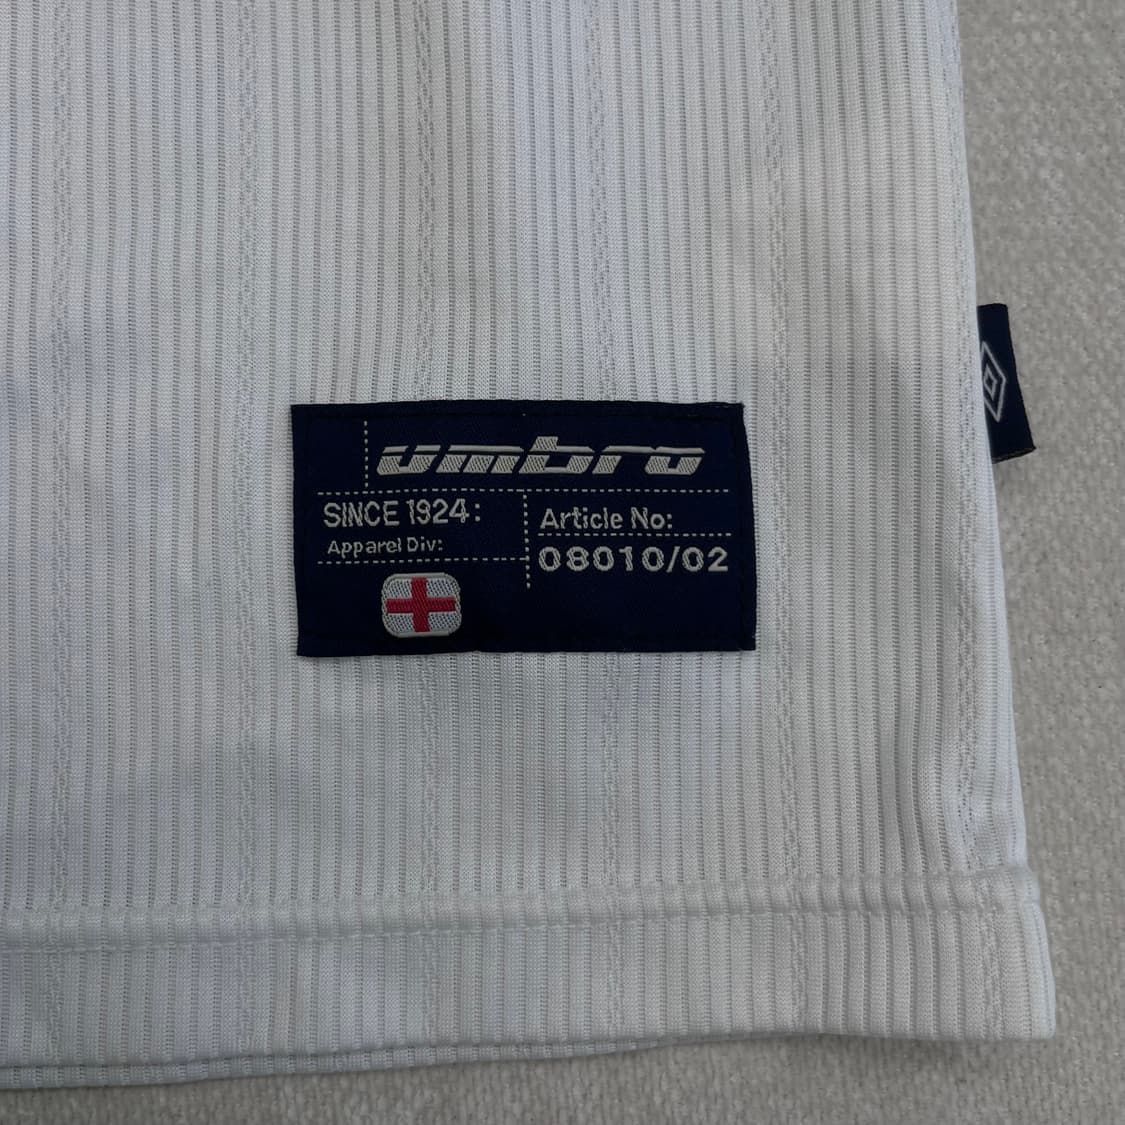 umbro
SINCE 1924:
Apparel Div:
Article No:
08010/02